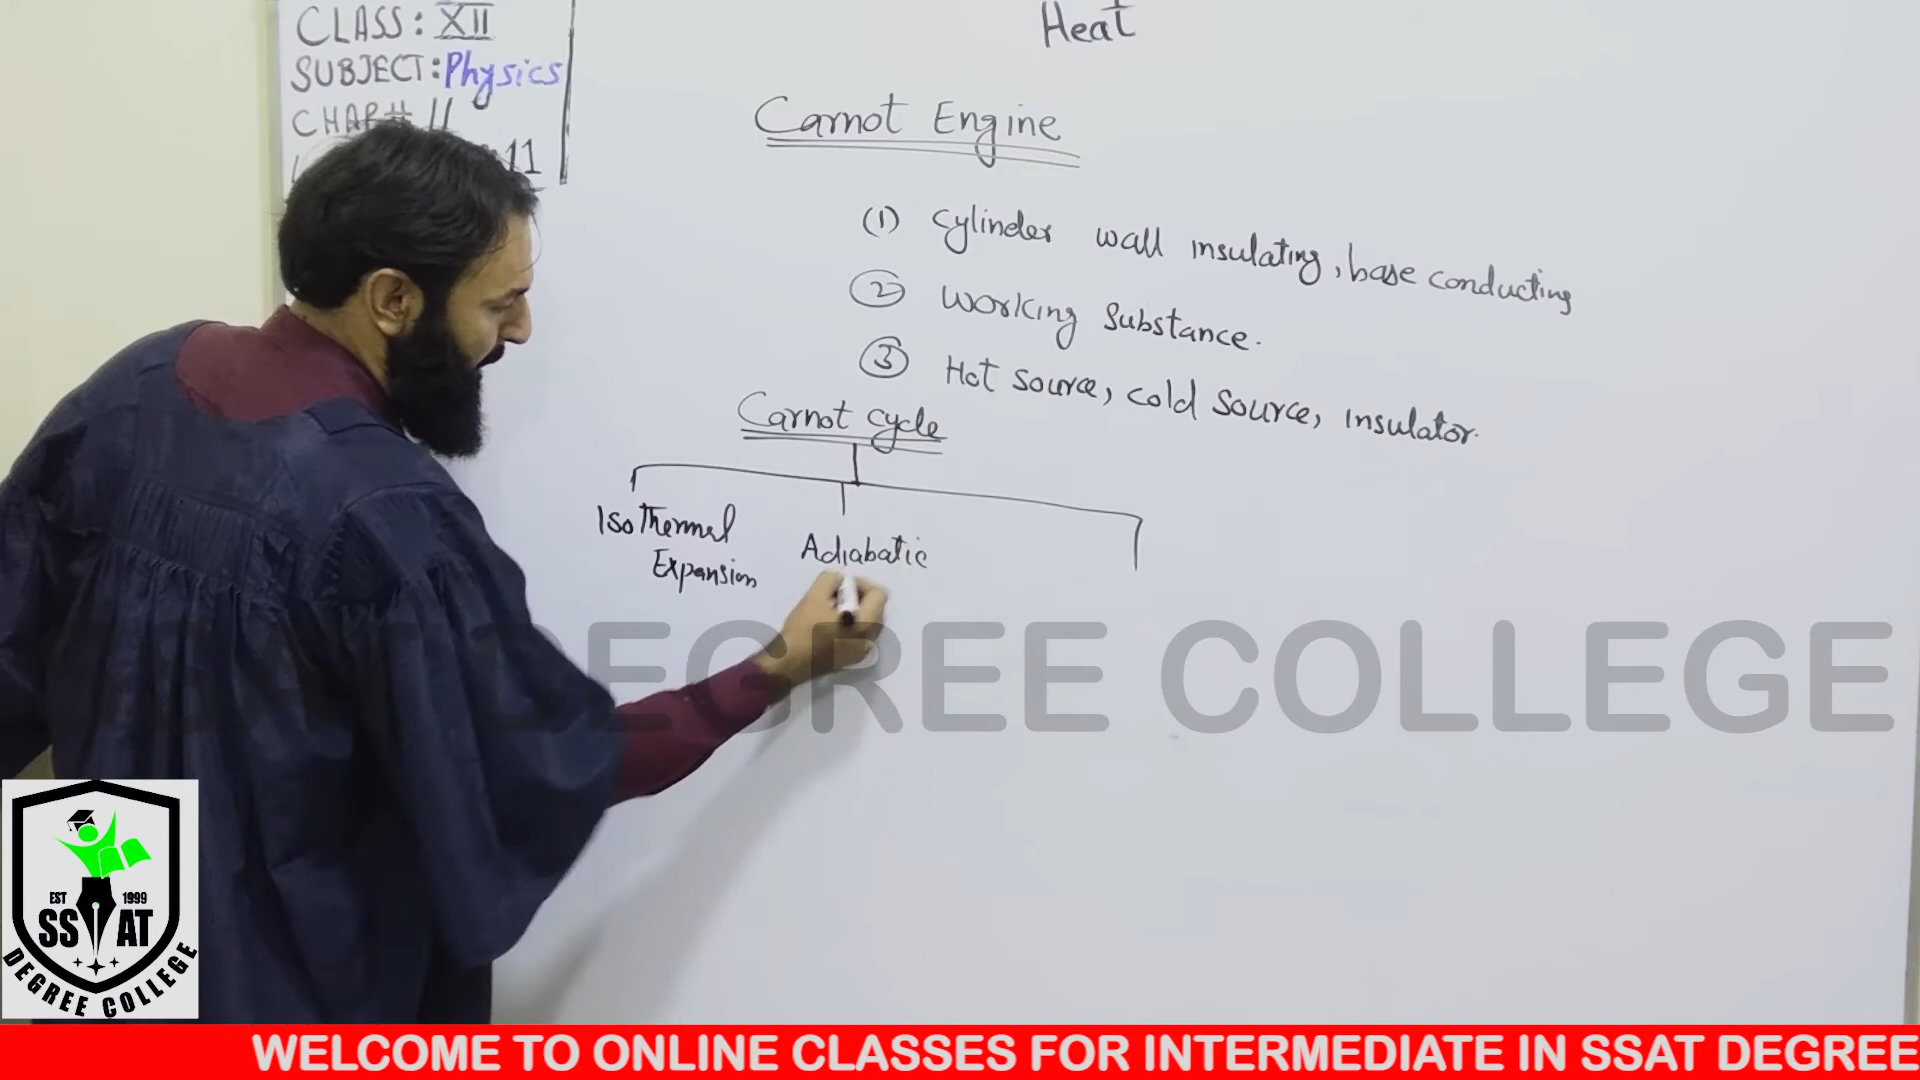 CLASS: XII
SUBJECT: Physics
CHAP# 11
11
Heat
Carnot Engine
(1) Cylinder wall insulating, base conducting
(2) Working Substance.
(3) Hot Source, Cold Source, insulator.
Carnot cycle
IsoThermal
Expansion
Adiabatic
DEGREE COLLEGE
EST 1999
SSAT
DEGREE COLLEGE
WELCOME TO ONLINE CLASSES FOR INTERMEDIATE IN SSAT DEGREE